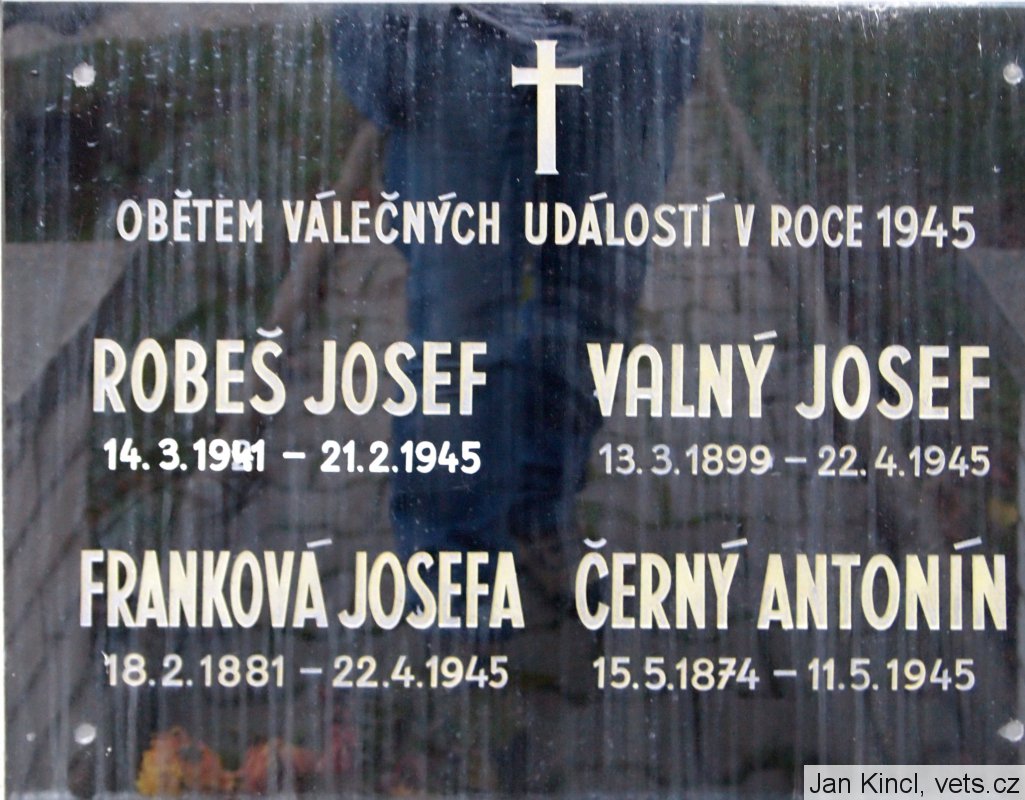 OBĚTEM VÁLEČNÝCH UDÁLOSTÍ V ROCE 1945
ROBEŠ JOSEF
14. 3. – 21. 2. 1945
VALNÝ JOSEF
13. 3. 1899 – 22. 4. 1945
FRANKOVÁ JOSEFA
18. 2. 1881 – 22. 4. 1945
ČERNÝ ANTONÍN
15. 5. 1874 – 11. 5. 1945
Jan Kincl, vets.cz